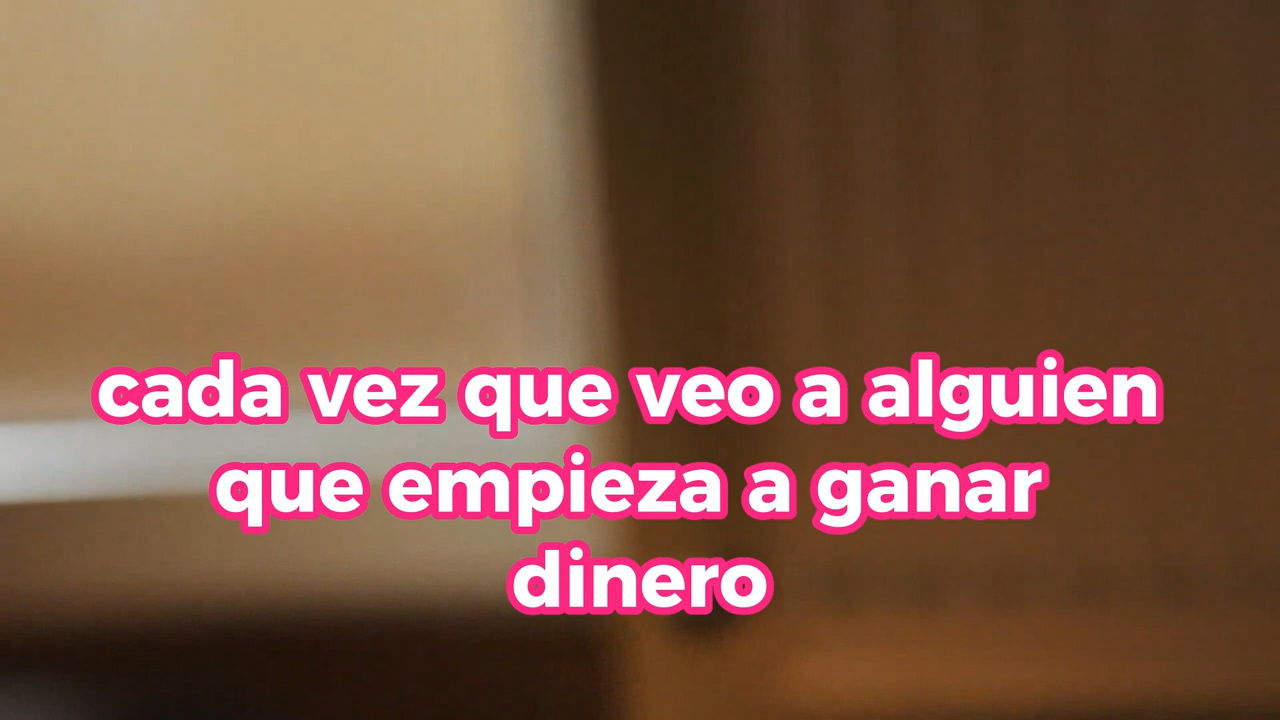 cada vez que veo a alguien
que empieza a ganar
dinero